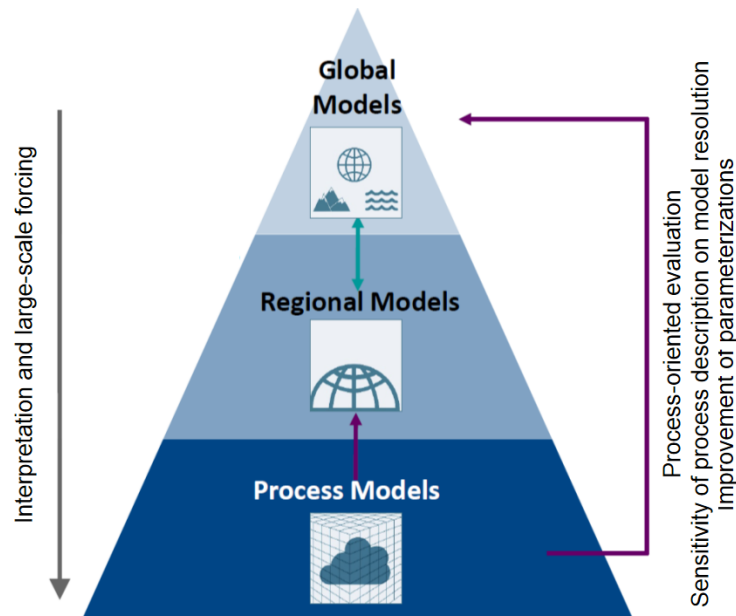 Global
Models
Regional Models
Process Models
Interpretation and large-scale forcing
Process-oriented evaluation
Sensitivity of process description on model resolution
Improvement of parameterizations